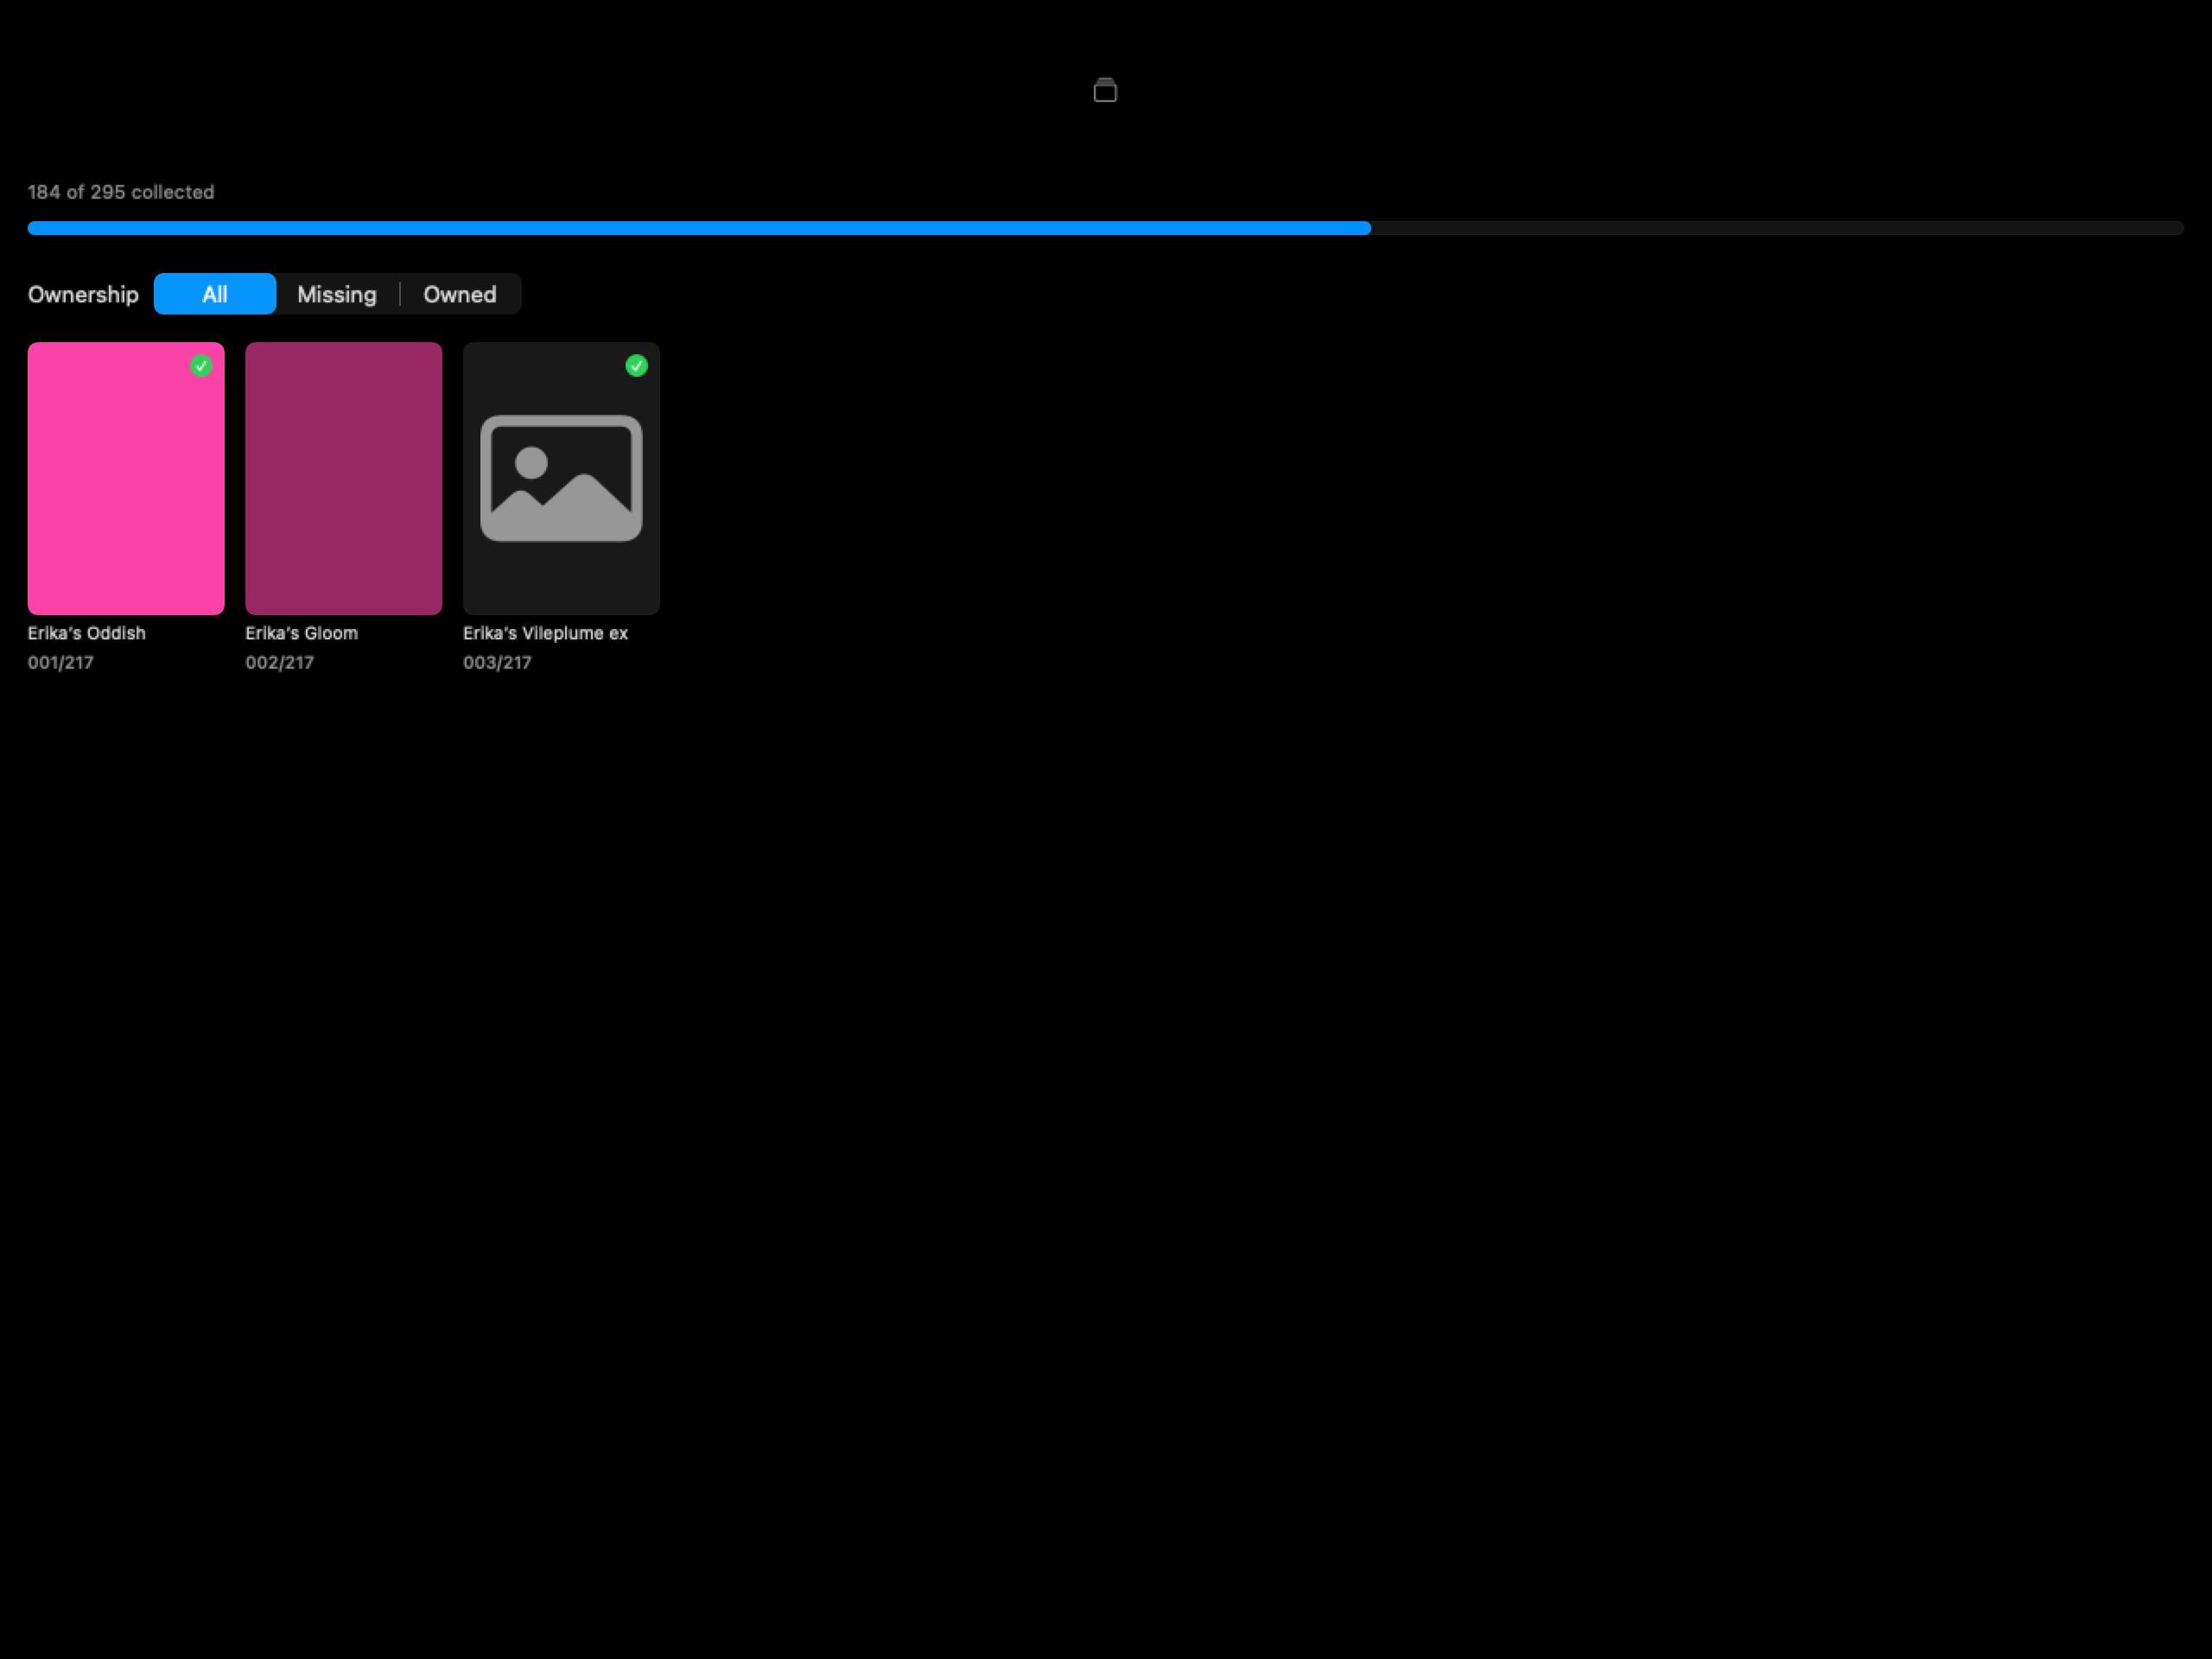 184 of 295 collected
Ownership All Missing Owned
Erika’s Oddish
001/217
Erika’s Gloom
002/217
Erika’s Vileplume ex
003/217